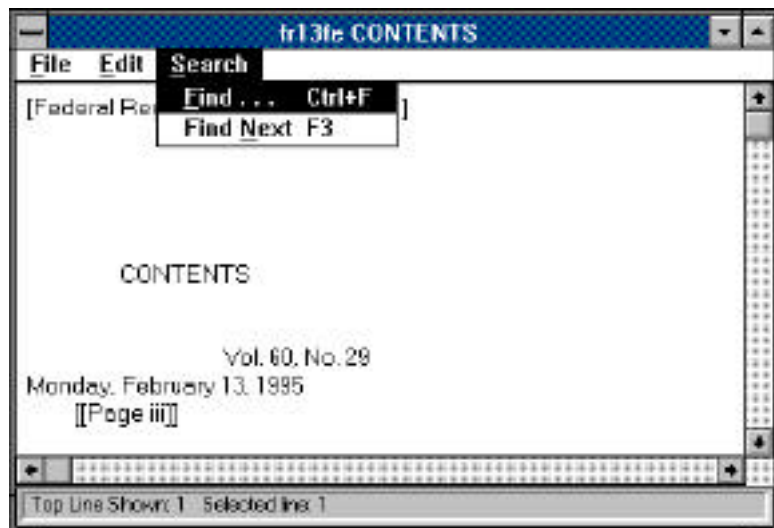 fr13fe CONTENTS
File Edit Search
Find . . . Ctrl+F
Find Next F3
[Federal Re ]
CONTENTS
Vol. 60, No. 29
Monday, February 13, 1995
[[Page iii]]
Top Line Shown: 1 Selected line: 1